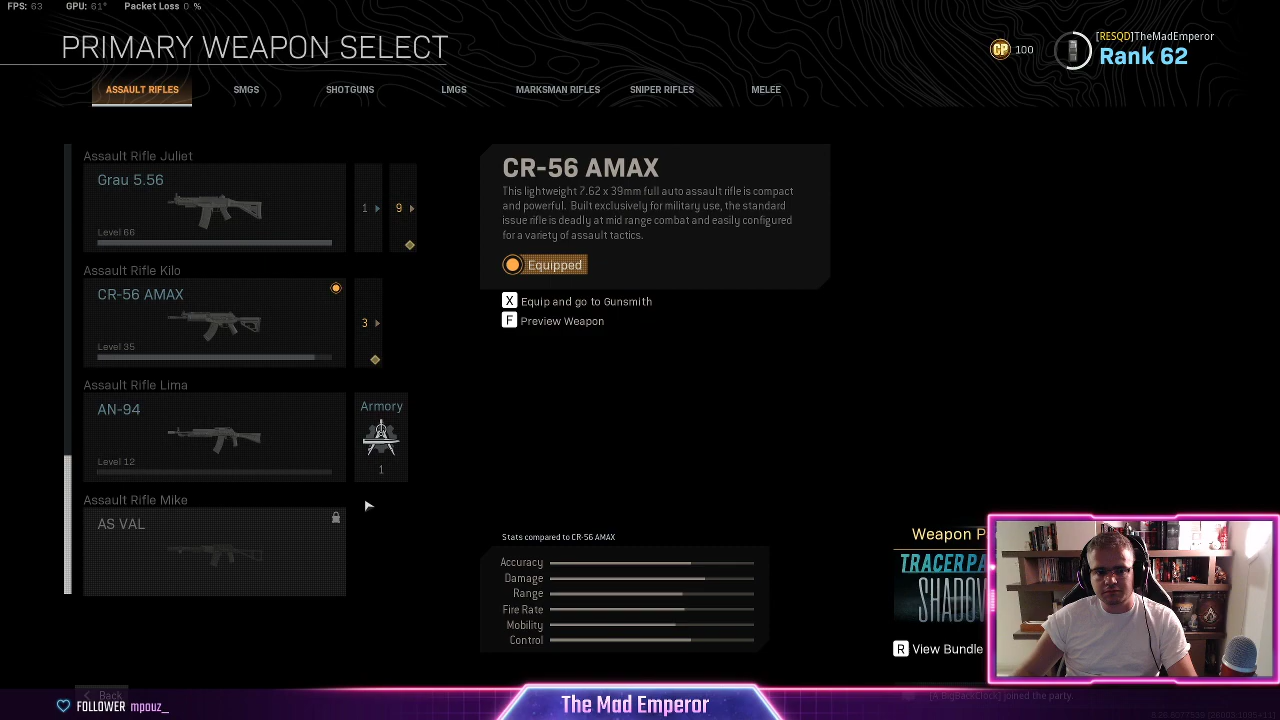 FPS: 63 GPU: 61° Packet Loss 0 %
PRIMARY WEAPON SELECT
CP 100
[RESQD]TheMadEmperor
Rank 62
ASSAULT RIFLES SMGS SHOTGUNS LMGS MARKSMAN RIFLES SNIPER RIFLES MELEE
Assault Rifle Juliet
Grau 5.56
1 9
Level 66
Assault Rifle Kilo
CR-56 AMAX
3
Level 35
Assault Rifle Lima
AN-94
Armory
Level 12
1
Assault Rifle Mike
AS VAL
CR-56 AMAX
This lightweight 7.62 x 39mm full auto assault rifle is compact
and powerful. Built exclusively for military use, the standard
issue rifle is deadly at mid range combat and easily configured
for a variety of assault tactics.
Equipped
X Equip and go to Gunsmith
F Preview Weapon
Stats compared to CR-56 AMAX
Accuracy
Damage
Range
Fire Rate
Mobility
Control
Weapon P
TRACERPA
SHADOW
R View Bundle
Back
joined the party.
FOLLOWER mpouz_
The Mad Emperor